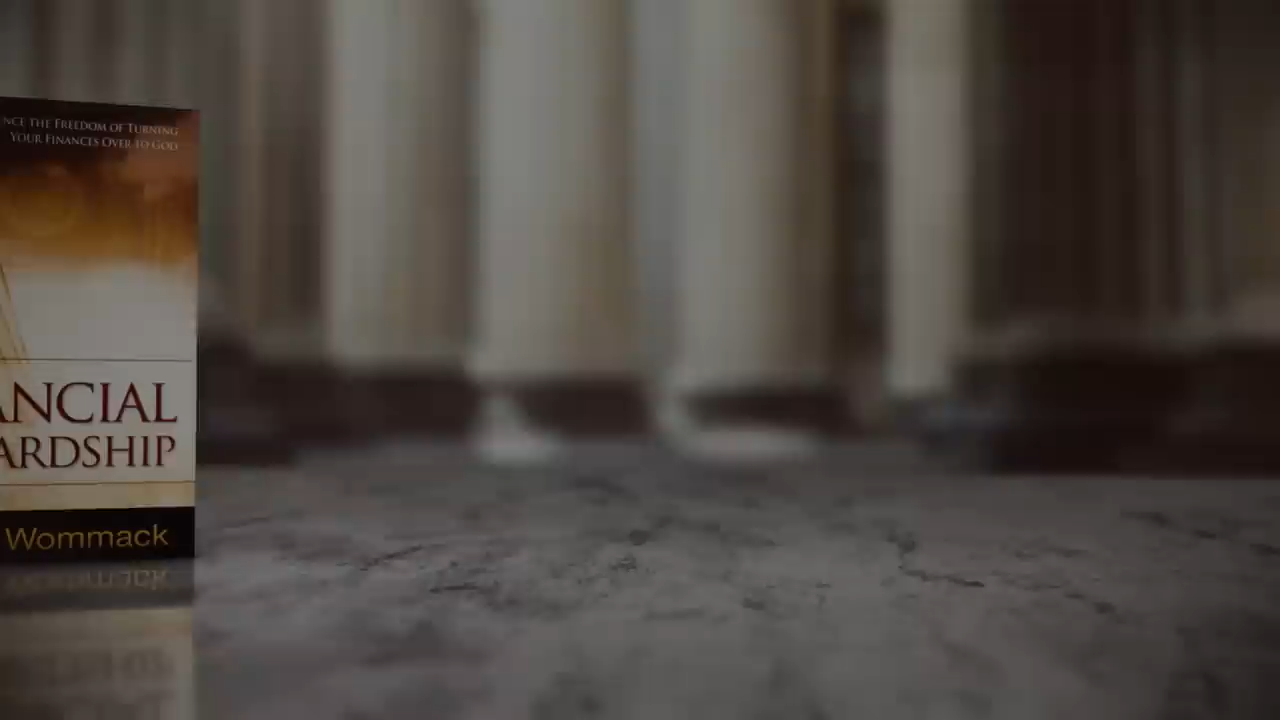 NCE THE FREEDOM OF TURNING
YOUR FINANCES OVER TO GOD
ANCIAL
ARDSHIP
Wommack